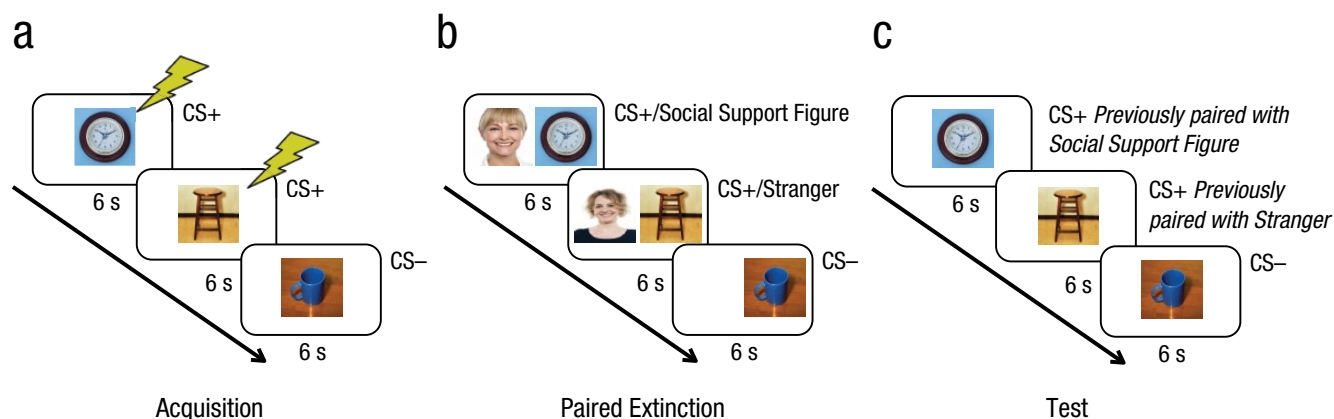 a
CS+
CS+
6 s
6 s
CS–
6 s
Acquisition
b
CS+/Social Support Figure
CS+/Stranger
6 s
6 s
CS–
6 s
Paired Extinction
c
CS+ Previously paired with
Social Support Figure
CS+ Previously
paired with Stranger
6 s
6 s
CS–
6 s
Test